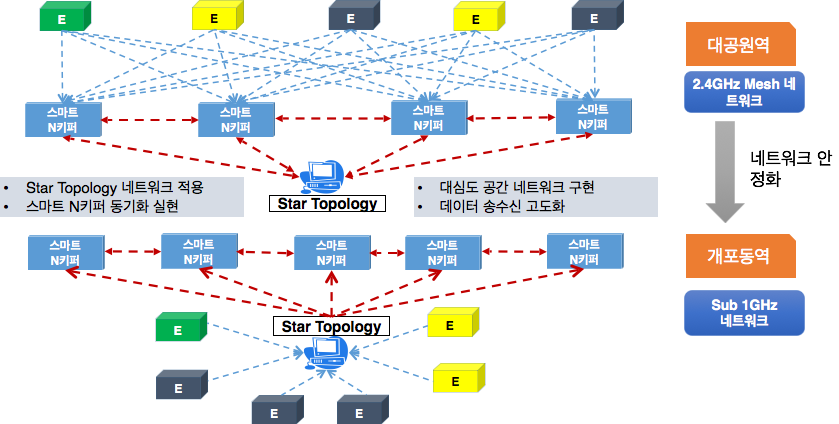 E
E
E
E
E
대공원역
2.4GHz Mesh 네
트워크
스마트
N키퍼
스마트
N키퍼
스마트
N키퍼
스마트
N키퍼
네트워크 안
정화
• Star Topology 네트워크 적용
• 스마트 N키퍼 동기화 실현
Star Topology
• 대심도 공간 네트워크 구현
• 데이터 송수신 고도화
스마트
N키퍼
스마트
N키퍼
스마트
N키퍼
스마트
N키퍼
스마트
N키퍼
개포동역
Sub 1GHz
네트워크
Star Topology
E
E
E
E
E
E